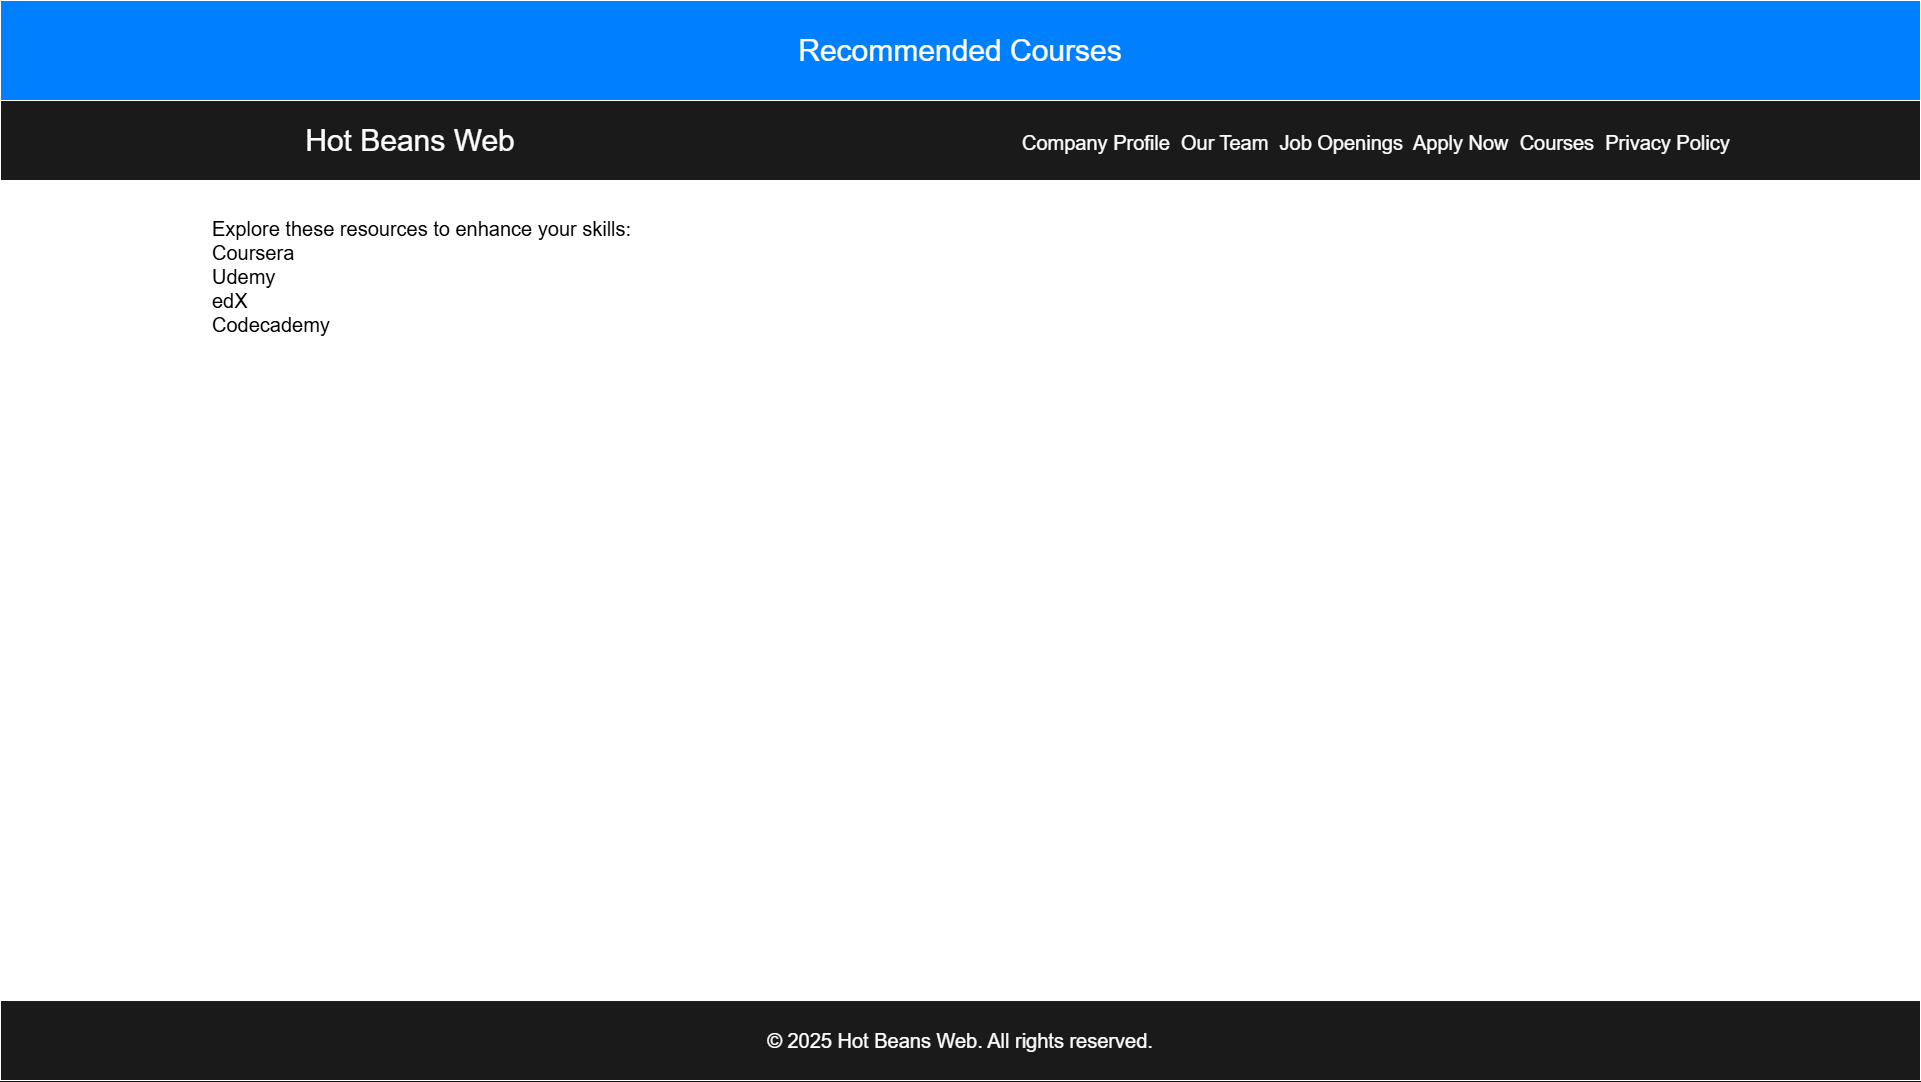 Recommended Courses
Hot Beans Web
Company Profile Our Team Job Openings Apply Now Courses Privacy Policy
Explore these resources to enhance your skills:
Coursera
Udemy
edX
Codecademy
© 2025 Hot Beans Web. All rights reserved.